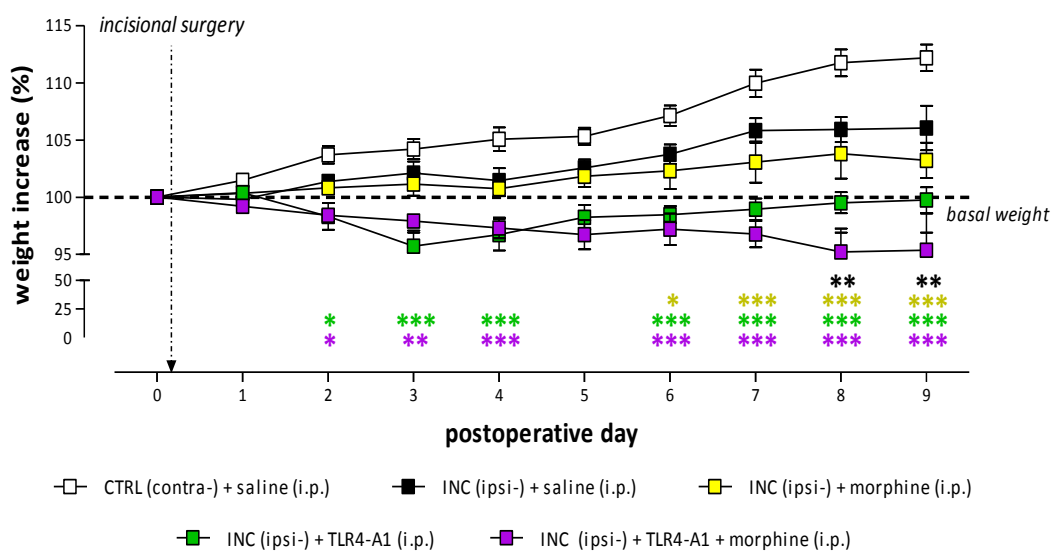 115
incisional surgery
110
105
100
basal weight
95
50
** **
* *** *** ***
25
* *** *** *** *** *** ***
0
* ** *** *** *** *** ***
weight increase (%)
0 1 2 3 4 5 6 7 8 9
postoperative day
CTRL (contra-) + saline (i.p.) INC (ipsi-) + saline (i.p.) INC (ipsi-) + morphine (i.p.)
INC (ipsi-) + TLR4-A1 (i.p.) INC (ipsi-) + TLR4-A1 + morphine (i.p.)